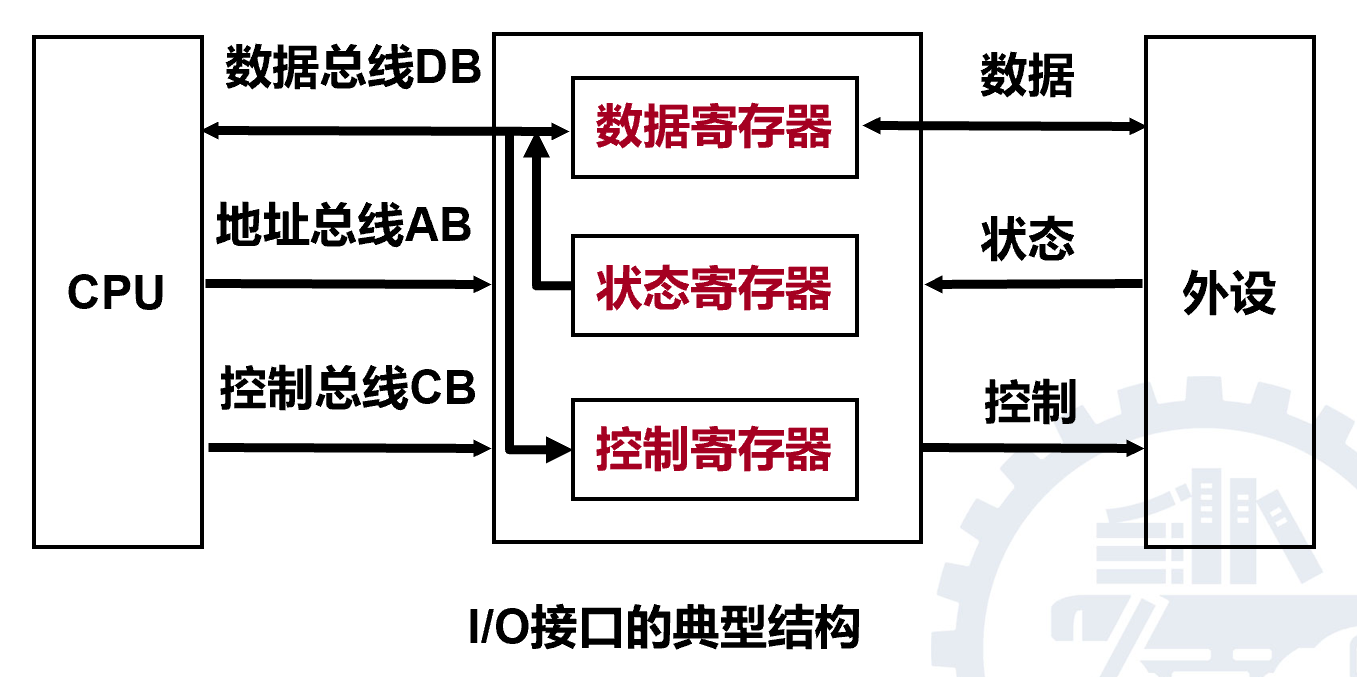 数据总线DB
数据
数据寄存器
地址总线AB
状态
CPU
状态寄存器
外设
控制总线CB
控制
控制寄存器
I/O接口的典型结构